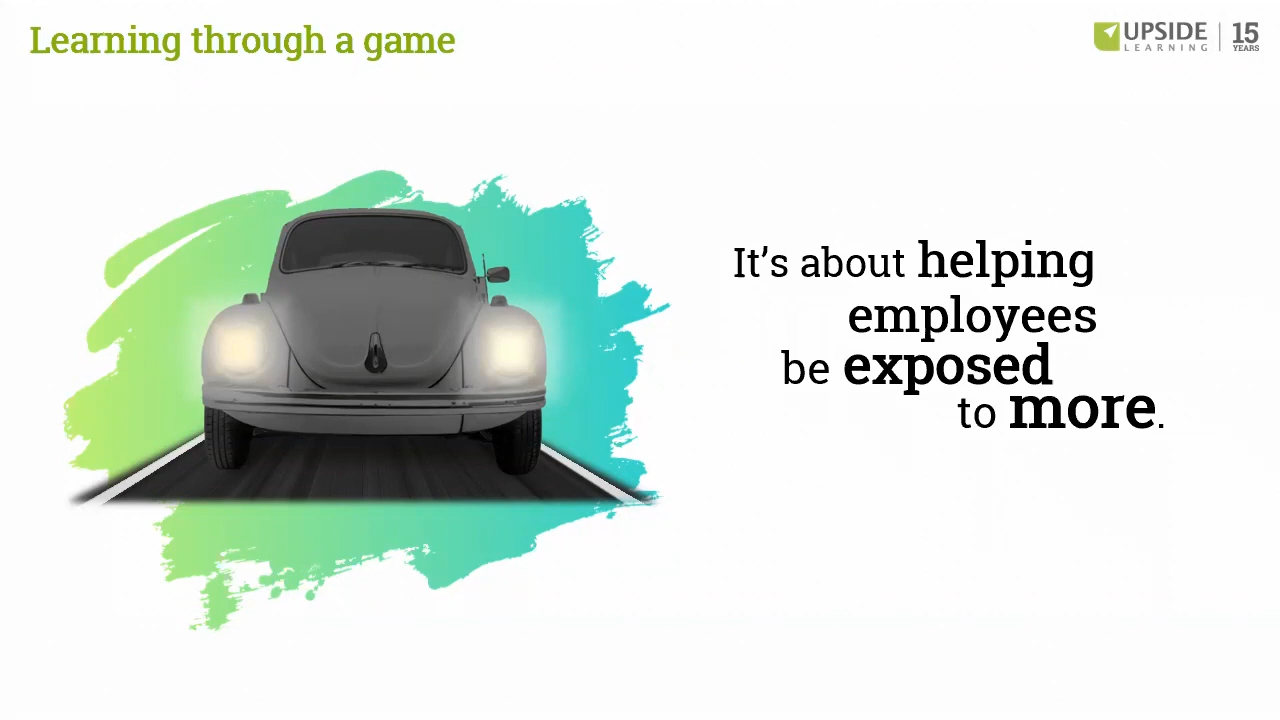 Learning through a game
UPSIDE
LEARNING
15
YEARS
It's about helping
employees
be exposed
to more.